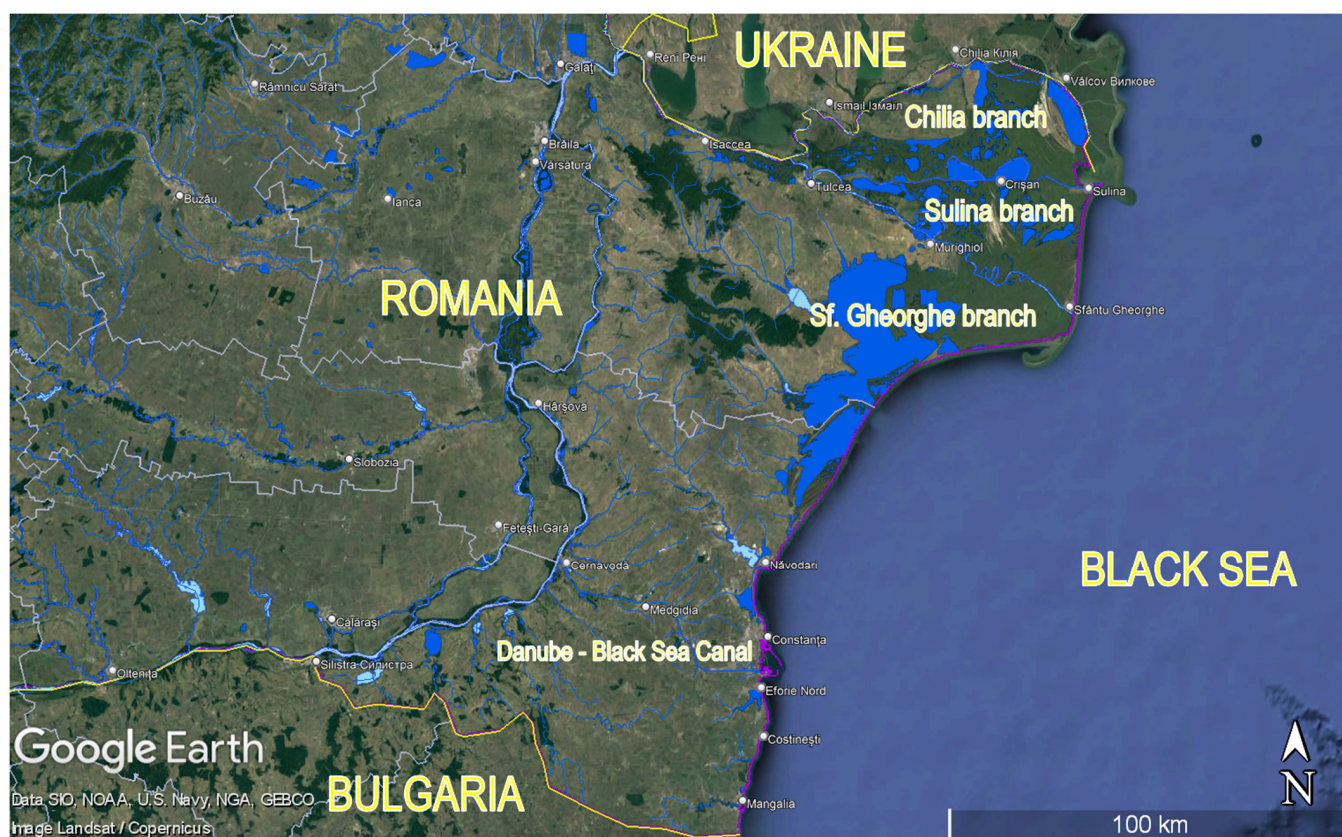 UKRAINE
Chilia Кілія
Reni Рені
Galați
Râmnicu Sărat
Vâlcov Вилкове
Ismail Ізмаїл
Chilia branch
Brăila
Isaccea
Vărsătura
Crișan
Tulcea
Sulina
Buzău
Ianca
Sulina branch
Murighiol
ROMANIA
Sf. Gheorghe branch
Sfântu Gheorghe
Hârșova
Slobozia
Fetești-Gară
Cernavodă
Năvodari
BLACK SEA
Medgidia
Călărași
Constanța
Danube - Black Sea Canal
Silistra Силистра
Oltenița
Eforie Nord
Costinești
Google Earth
BULGARIA
N
Data SIO, NOAA, U.S. Navy, NGA, GEBCO
Mangalia
Image Landsat / Copernicus
100 km